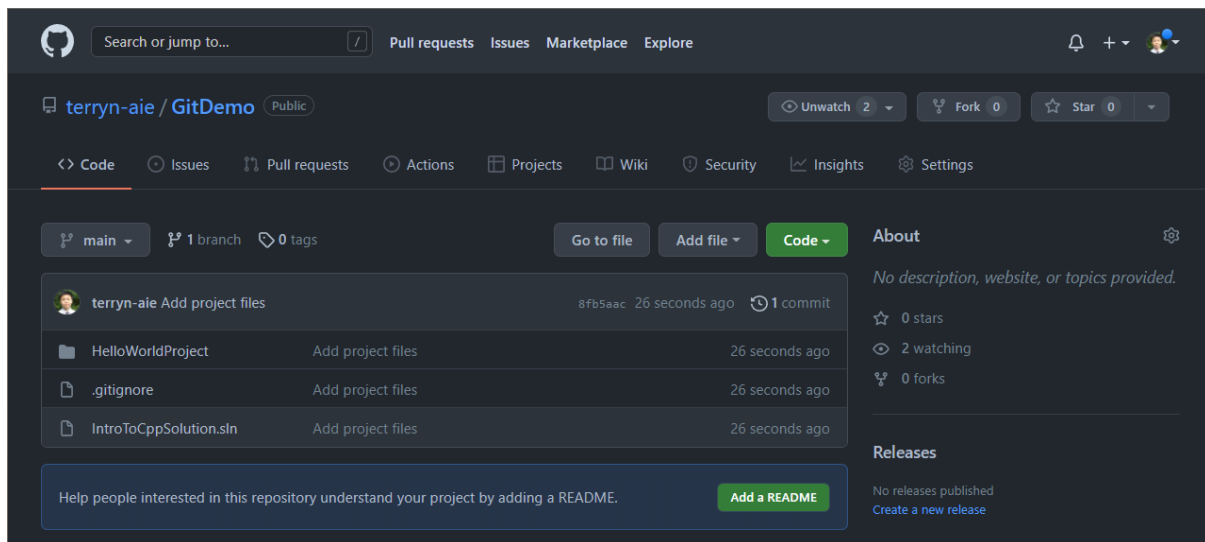 Search or jump to... /
Pull requests Issues Marketplace Explore
terryn-aie / GitDemo Public
Unwatch 2 Fork 0 Star 0
Code Issues Pull requests Actions Projects Wiki Security Insights Settings
main 1 branch 0 tags Go to file Add file Code
terryn-aie Add project files 8fb5aac 26 seconds ago 1 commit
HelloWorldProject Add project files 26 seconds ago
.gitignore Add project files 26 seconds ago
IntroToCppSolution.sln Add project files 26 seconds ago
Help people interested in this repository understand your project by adding a README. Add a README
About
No description, website, or topics provided.
0 stars
2 watching
0 forks
Releases
No releases published
Create a new release